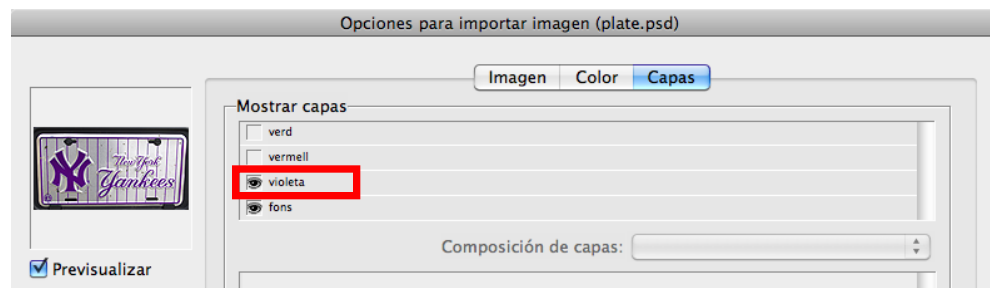 Opciones para importar imagen (plate.psd)
Imagen Color Capas
Mostrar capas
verd
vermell
violeta
fons
NY New York
Yankees
Composición de capas:
Previsualizar